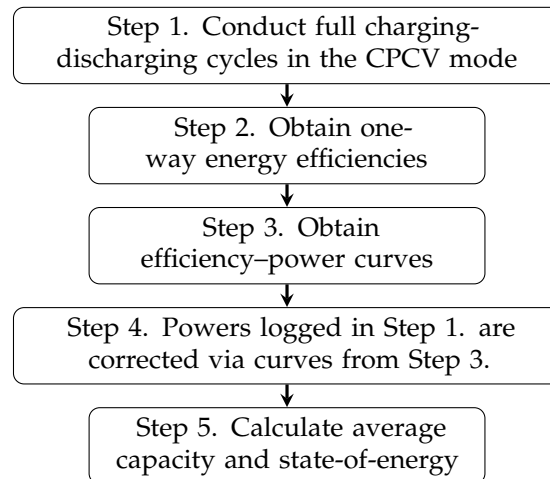 Step 1. Conduct full charging-
discharging cycles in the CPCV mode
Step 2. Obtain one-
way energy efficiencies
Step 3. Obtain
efficiency–power curves
Step 4. Powers logged in Step 1. are
corrected via curves from Step 3.
Step 5. Calculate average
capacity and state-of-energy